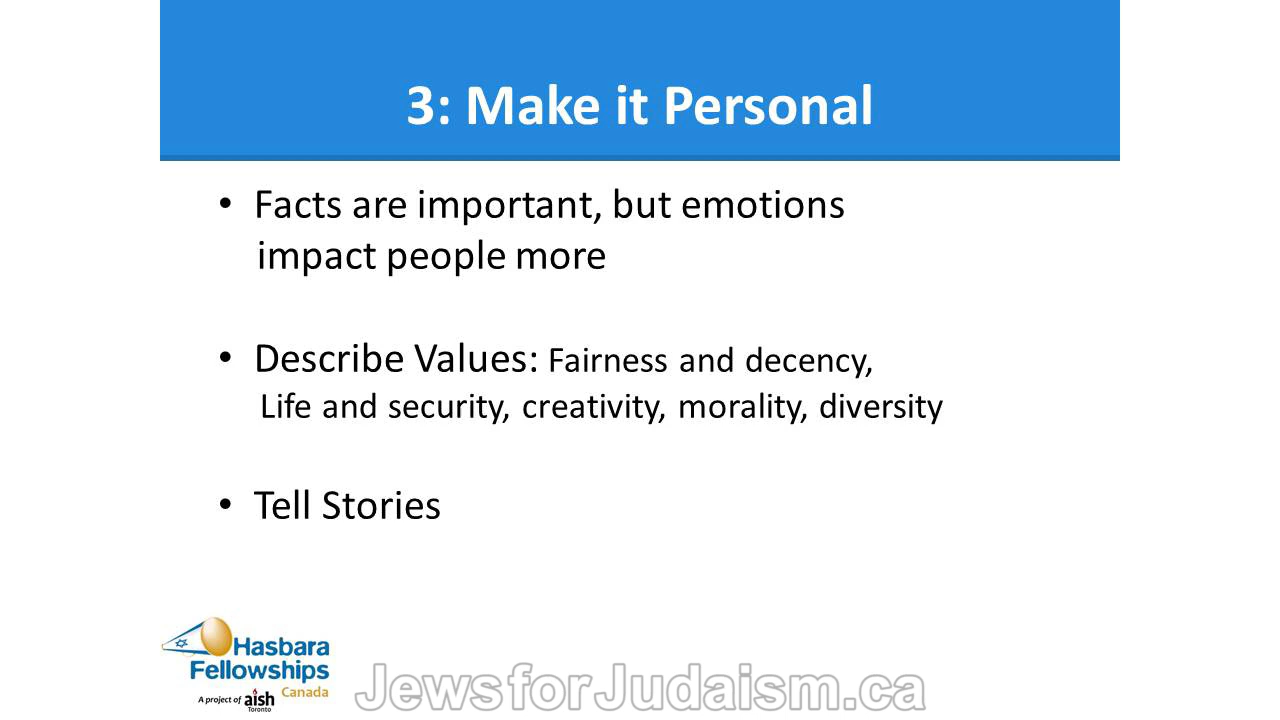 3: Make it Personal
• Facts are important, but emotions
impact people more
• Describe Values: Fairness and decency,
Life and security, creativity, morality, diversity
• Tell Stories
Hasbara
Fellowships
Canada
A project of aish
Toronto
JewsforJudaism.ca